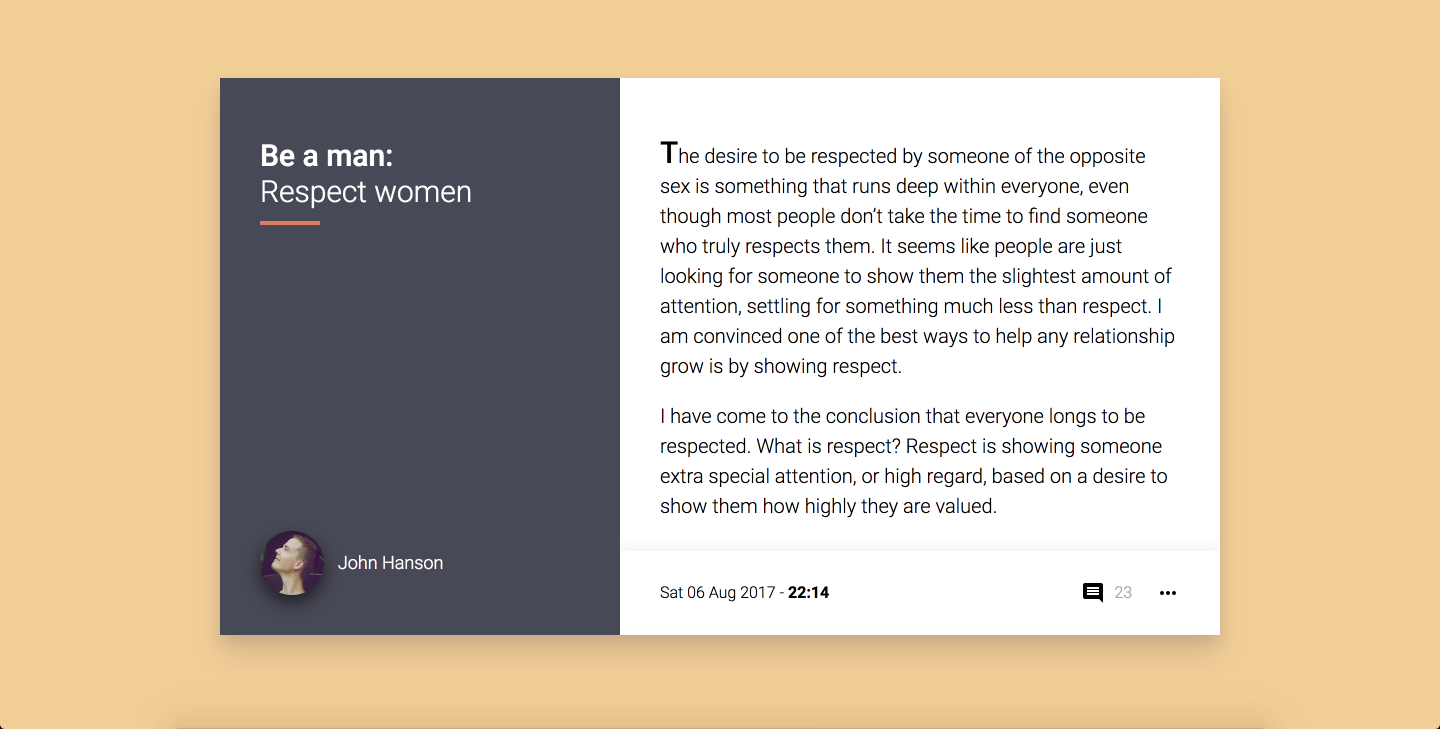 Be a man:
Respect women
John Hanson
The desire to be respected by someone of the opposite
sex is something that runs deep within everyone, even
though most people don’t take the time to find someone
who truly respects them. It seems like people are just
looking for someone to show them the slightest amount of
attention, settling for something much less than respect. I
am convinced one of the best ways to help any relationship
grow is by showing respect.
I have come to the conclusion that everyone longs to be
respected. What is respect? Respect is showing someone
extra special attention, or high regard, based on a desire to
show them how highly they are valued.
Sat 06 Aug 2017 - 22:14
23